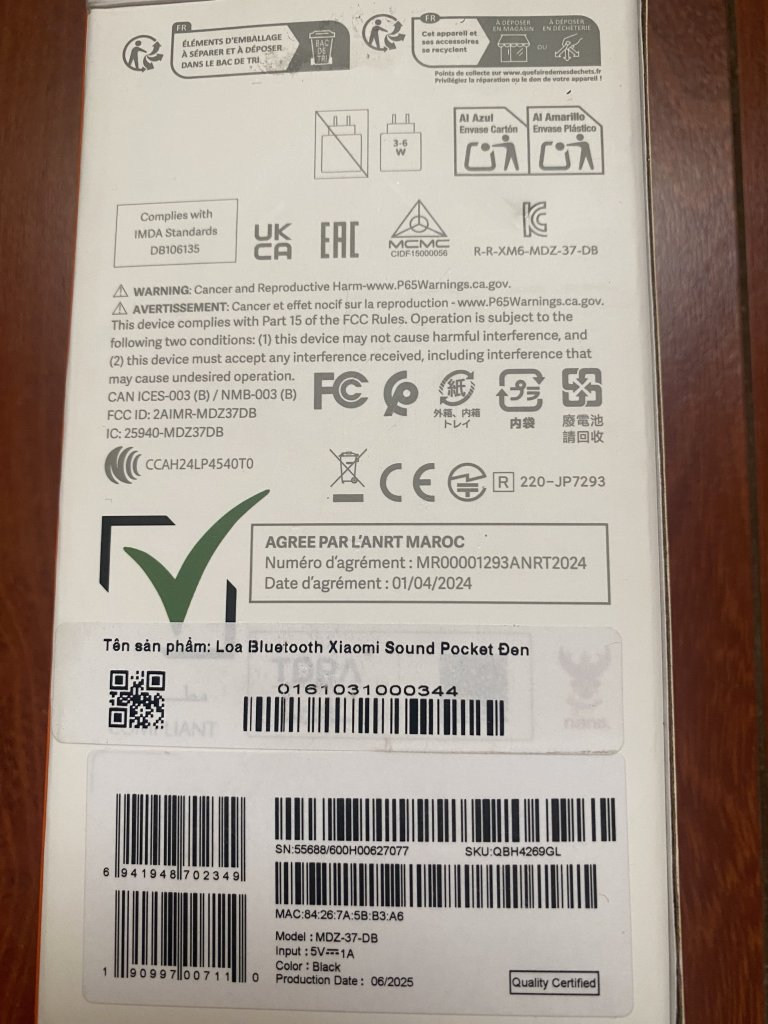 FR
ÉLÉMENTS D'EMBALLAGE
À SÉPARER ET À DÉPOSER
DANS LE BAC DE TRI
BAC
DE
TRI
FR
Cet appareil et
ses accessoires
se recyclent
À DÉPOSER
EN MAGASIN
OU
À DÉPOSER
EN DÉCHÈTERIE
Points de collecte sur www.quefairedemesdechets.fr
Privilégiez la réparation ou le don de votre appareil !
3-6
W
Al Azul
Envase Cartón
Al Amarillo
Envase Plástico
Complies with
IMDA Standards
DB106135
UK
CA
EAC
MCMC
CIDF15000056
KC
R-R-XM6-MDZ-37-DB
WARNING: Cancer and Reproductive Harm-www.P65Warnings.ca.gov.
AVERTISSEMENT: Cancer et effet nocif sur la reproduction - www.P65Warnings.ca.gov.
This device complies with Part 15 of the FCC Rules. Operation is subject to the
following two conditions: (1) this device may not cause harmful interference, and
(2) this device must accept any interference received, including interference that
may cause undesired operation.
CAN ICES-003 (B) / NMB-003 (B)
FCC ID: 2AIMR-MDZ37DB
IC: 25940-MDZ37DB
FC
紙
外箱、内箱
トレイ
プラ
内袋
廢電池
請回收
CCAH24LP4540T0
CE
R 220-JP7293
AGREE PAR L'ANRT MAROC
Numéro d'agrément : MR00001293ANRT2024
Date d'agrément : 01/04/2024
Tên sản phẩm: Loa Bluetooth Xiaomi Sound Pocket Đen
0161031000344
TDRA
nano.
6 941948 702349
SN:55688/600H00627077
SKU:QBH4269GL
MAC:84:26:7A:5B:B3:A6
1 90997 00711 0
Model : MDZ-37-DB
Input : 5V⎓1A
Color : Black
Production Date : 06/2025
Quality Certified